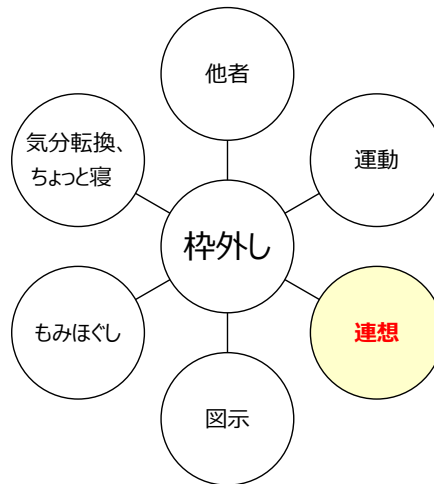 他者
気分転換、
ちょっと寝
運動
枠外し
もみほぐし
連想
図示